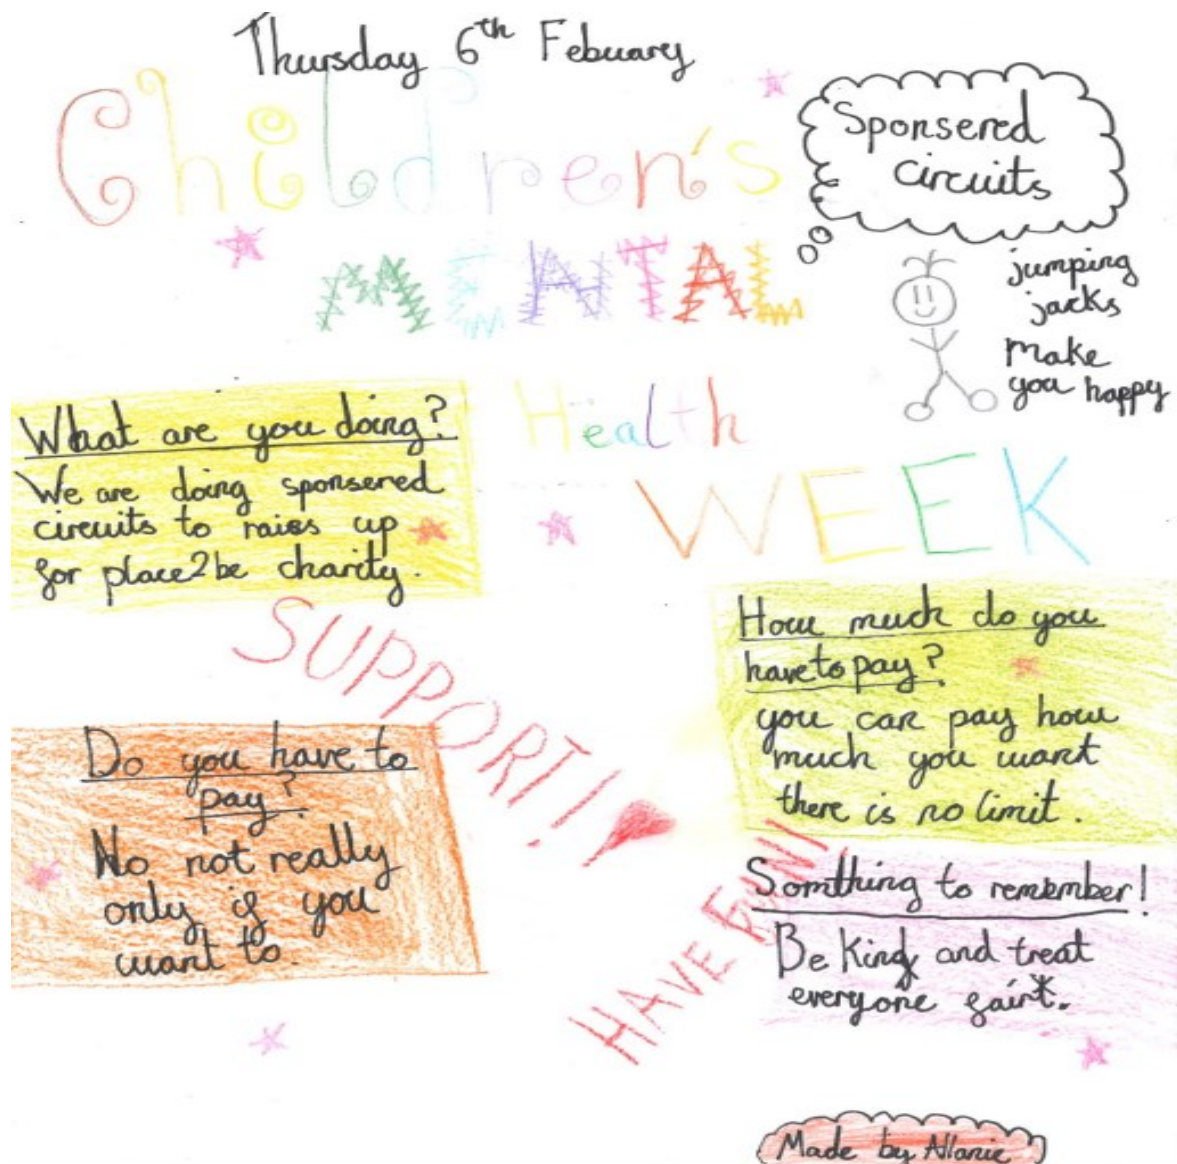 Thursday 6th Febuary
Children's
MENTAL
Health
WEEK
Sponsered
circuits
jumping
jacks
make
you happy
What are you doing?
We are doing sponsered
circuits to raiss up
for place2be charity.
SUPPORT!
How much do you
have to pay?
you can pay how
much you want
there is no limit.
Do you have to
pay?
No not really
only if you
want to.
HAVE FUN!
Somthing to remember!
Be Kind and treat
everyone fair.
Made by